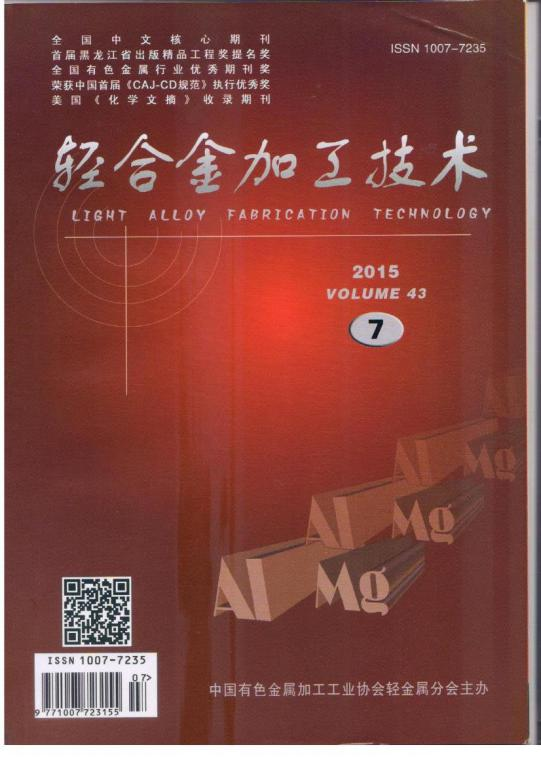 全国中文核心期刊
首届黑龙江省出版精品工程奖提名奖
全国有色金属行业优秀期刊奖
荣获中国首届《CAJ-CD规范》执行优秀奖
美国《化学文摘》收录期刊
ISSN 1007-7235
轻合金加工技术
LIGHT ALLOY FABRICATION TECHNOLOGY
2015
VOLUME 43
7
Al Mg
Al Mg
Al Mg
ISSN 1007-7235
07>
9 771007 723155
中国有色金属加工工业协会轻金属分会主办